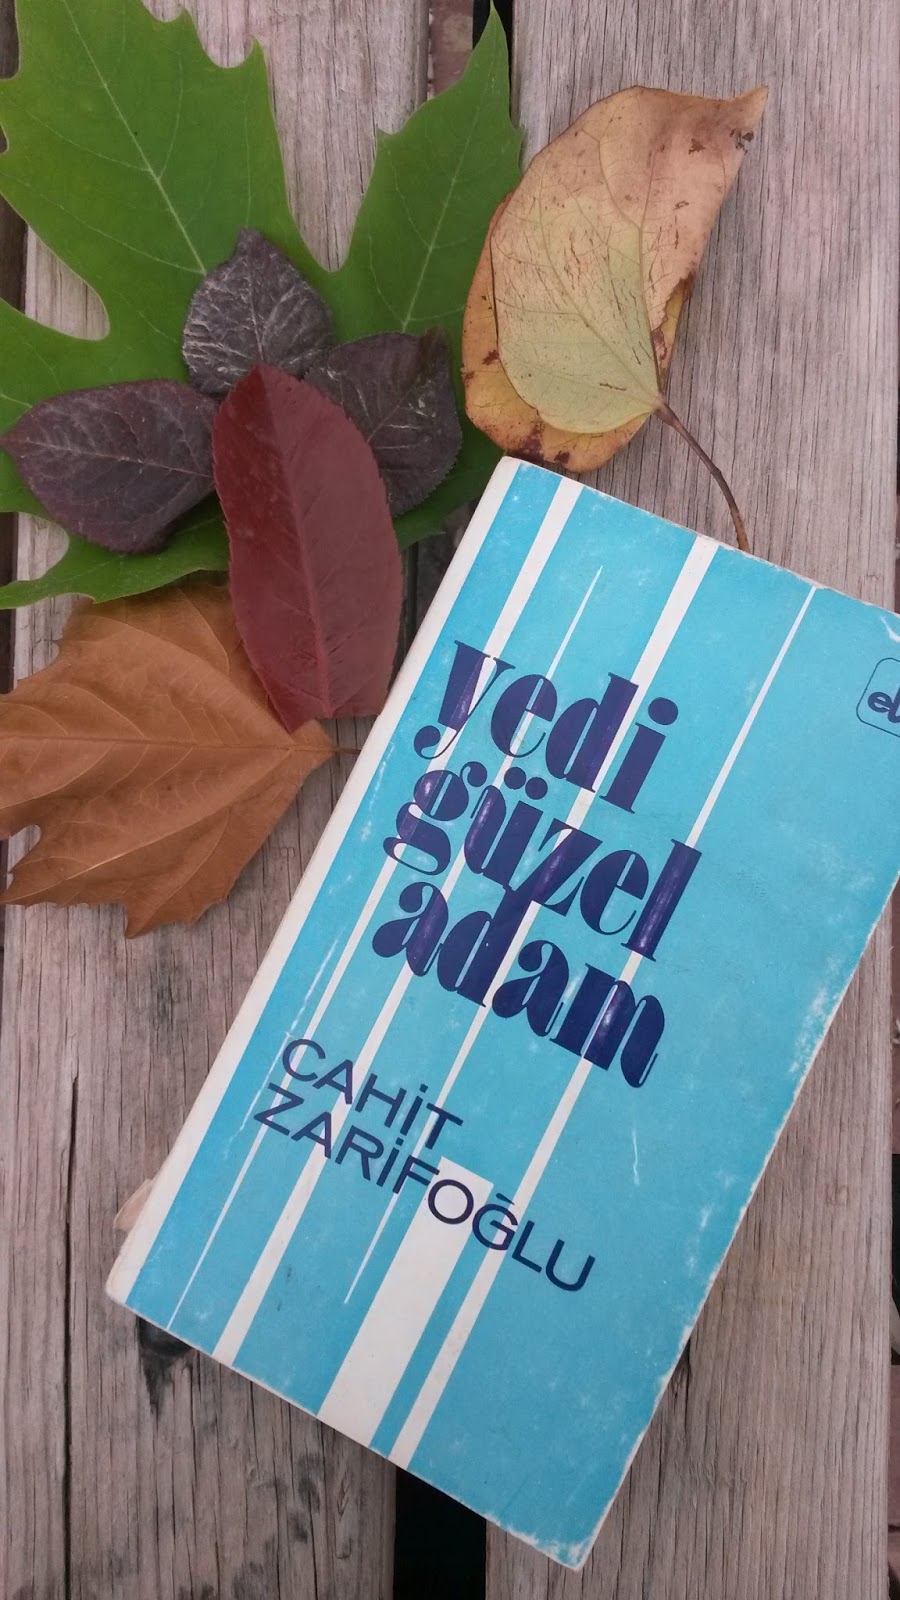 yedi
güzel
adam
CAHİT
ZARİFOĞLU